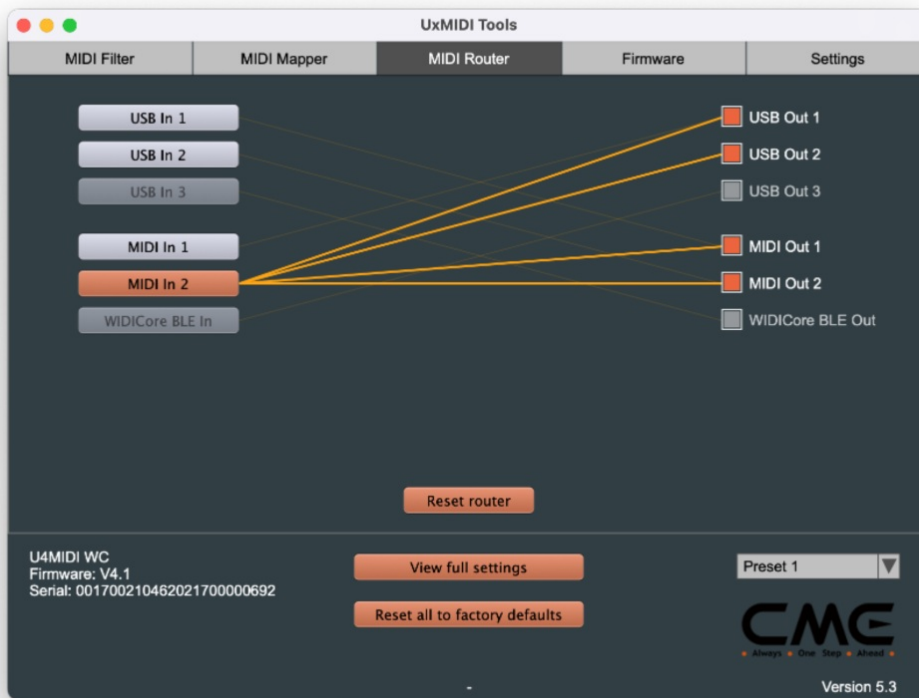 UxMIDI Tools
MIDI Filter MIDI Mapper MIDI Router Firmware Settings
USB In 1 USB Out 1
USB In 2 USB Out 2
USB In 3 USB Out 3
MIDI In 1 MIDI Out 1
MIDI In 2 MIDI Out 2
WIDICore BLE In WIDICore BLE Out
Reset router
U4MIDI WC
Firmware: V4.1
Serial: 001700210462021700000692
View full settings
Reset all to factory defaults
Preset 1
CME
Always • One Step • Ahead
-
Version 5.3